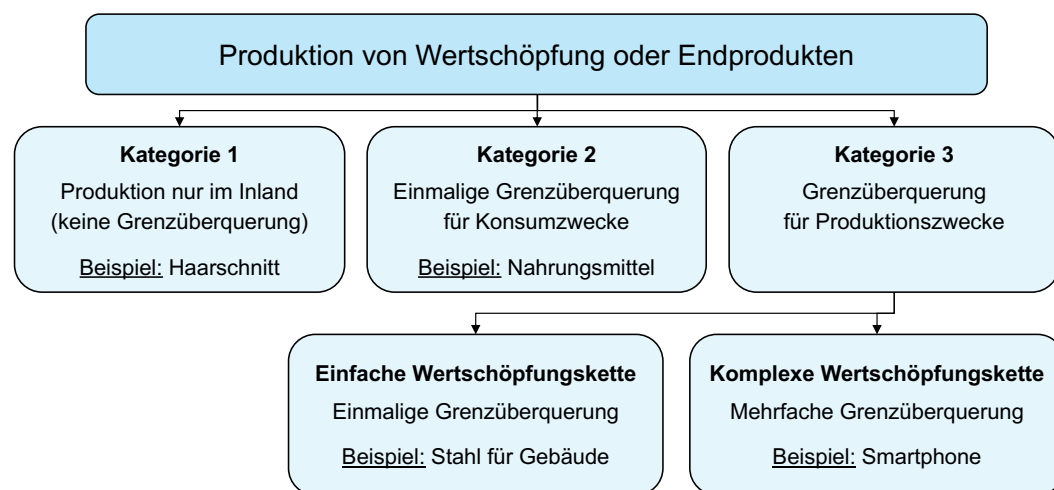 Produktion von Wertschöpfung oder Endprodukten
Kategorie 1
Produktion nur im Inland
(keine Grenzüberquerung)
Beispiel: Haarschnitt
Kategorie 2
Einmalige Grenzüberquerung
für Konsumzwecke
Beispiel: Nahrungsmittel
Kategorie 3
Grenzüberquerung
für Produktionszwecke
Einfache Wertschöpfungskette
Einmalige Grenzüberquerung
Beispiel: Stahl für Gebäude
Komplexe Wertschöpfungskette
Mehrfache Grenzüberquerung
Beispiel: Smartphone